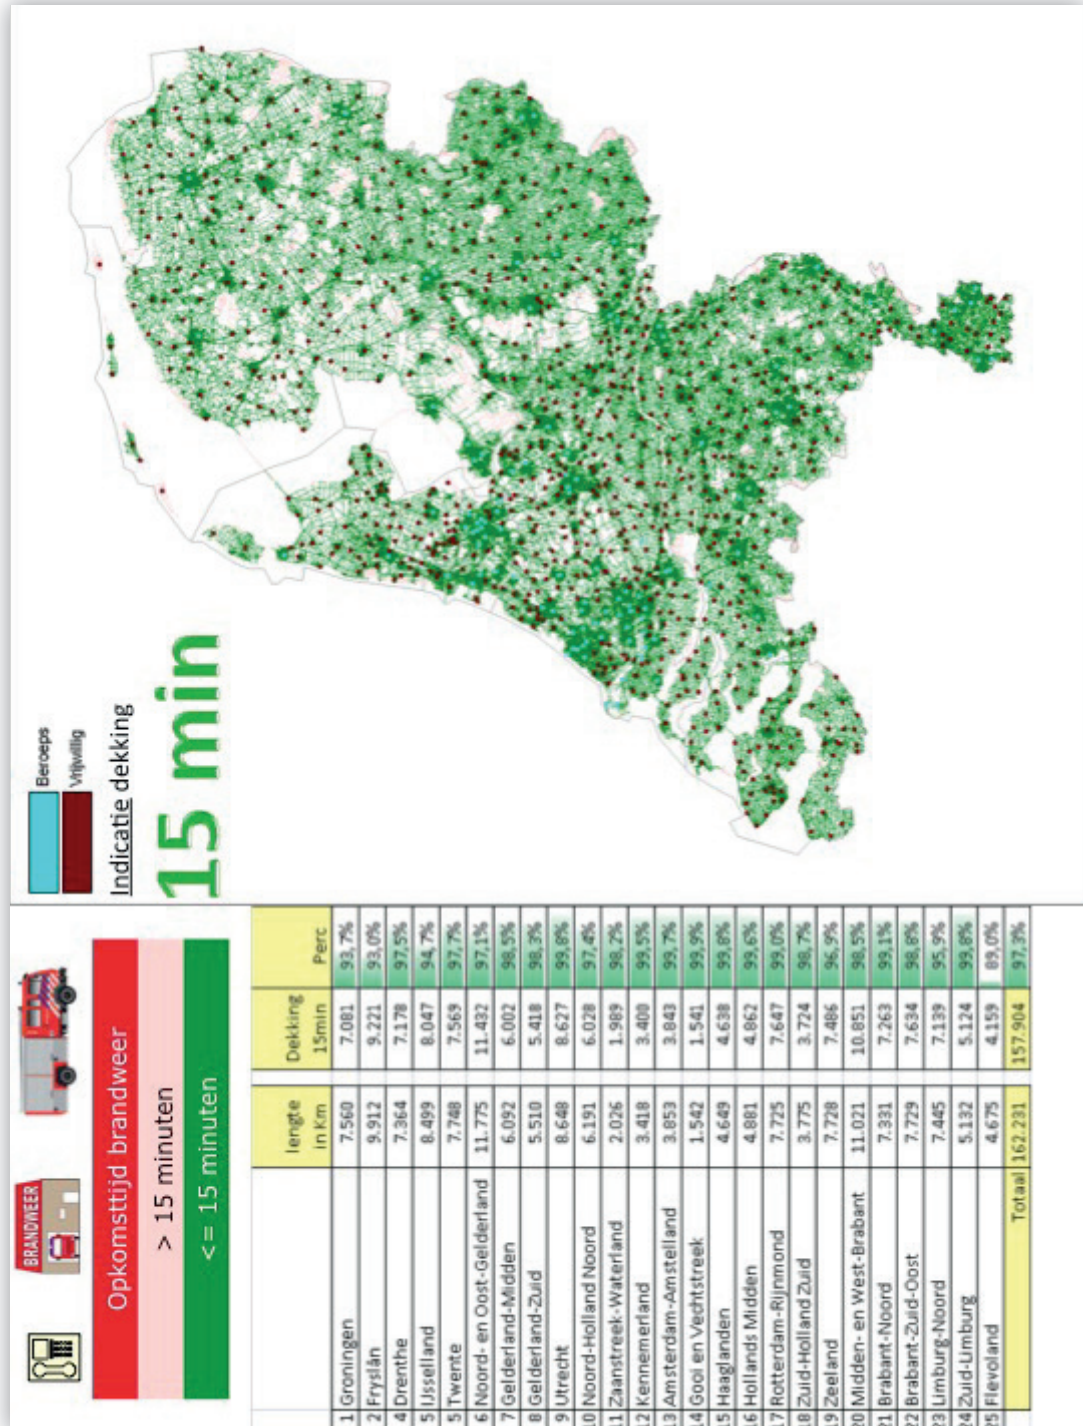 BRANDWEER
Opkomsttijd brandweer
> 15 minuten
<= 15 minuten
lengte in Km Dekking 15min Perc
1 Groningen 7.560 7.081 93,7%
2 Fryslân 9.912 9.221 93,0%
4 Drenthe 7.364 7.178 97,5%
5 IJsselland 8.499 8.047 94,7%
5 Twente 7.748 7.569 97,7%
6 Noord- en Oost-Gelderland 11.775 11.432 97,1%
7 Gelderland-Midden 6.092 6.002 98,5%
8 Gelderland-Zuid 5.510 5.418 98,3%
9 Utrecht 8.648 8.627 99,8%
10 Noord-Holland Noord 6.191 6.028 97,4%
11 Zaanstreek-Waterland 2.026 1.989 98,2%
12 Kennemerland 3.418 3.400 99,5%
13 Amsterdam-Amstelland 3.853 3.843 99,7%
14 Gooi en Vechtstreek 1.542 1.541 99,9%
15 Haaglanden 4.649 4.638 99,8%
16 Hollands Midden 4.881 4.862 99,6%
17 Rotterdam-Rijnmond 7.725 7.647 99,0%
18 Zuid-Holland Zuid 3.775 3.724 98,7%
19 Zeeland 7.728 7.486 96,9%
20 Midden- en West-Brabant 11.021 10.851 98,5%
21 Brabant-Noord 7.331 7.263 99,1%
22 Brabant-Zuid-Oost 7.729 7.634 98,8%
23 Limburg-Noord 7.445 7.139 95,9%
24 Zuid-Limburg 5.132 5.124 99,8%
25 Flevoland 4.675 4.159 89,0%
Totaal 162.231 157.904 97,3%
Beroeps
Vrijwillig
Indicatie dekking
15 min